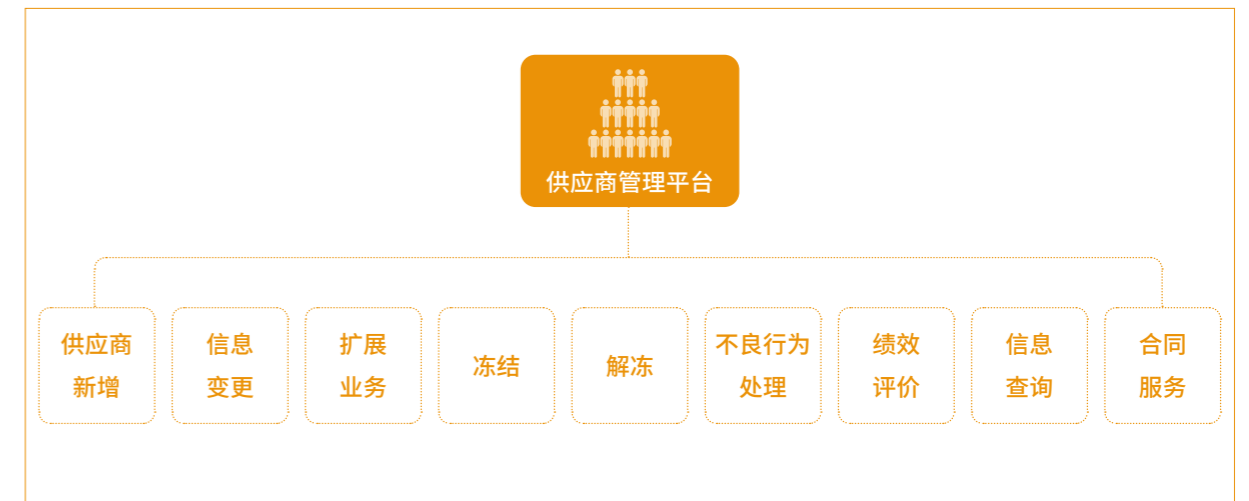 供应商管理平台
供应商
新增
信息
变更
扩展
业务
冻结
解冻
不良行为
处理
绩效
评价
信息
查询
合同
服务